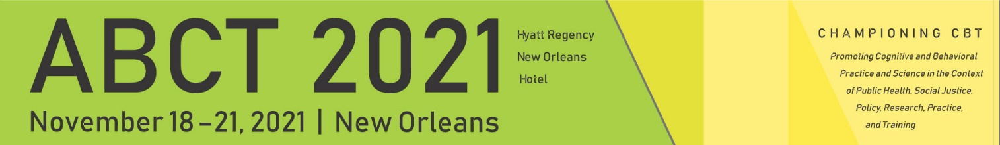 ABCT 2021
Hyatt Regency
New Orleans
Hotel
November 18–21, 2021 | New Orleans
CHAMPIONING CBT
Promoting Cognitive and Behavioral
Practice and Science in the Context
of Public Health, Social Justice,
Policy, Research, Practice,
and Training